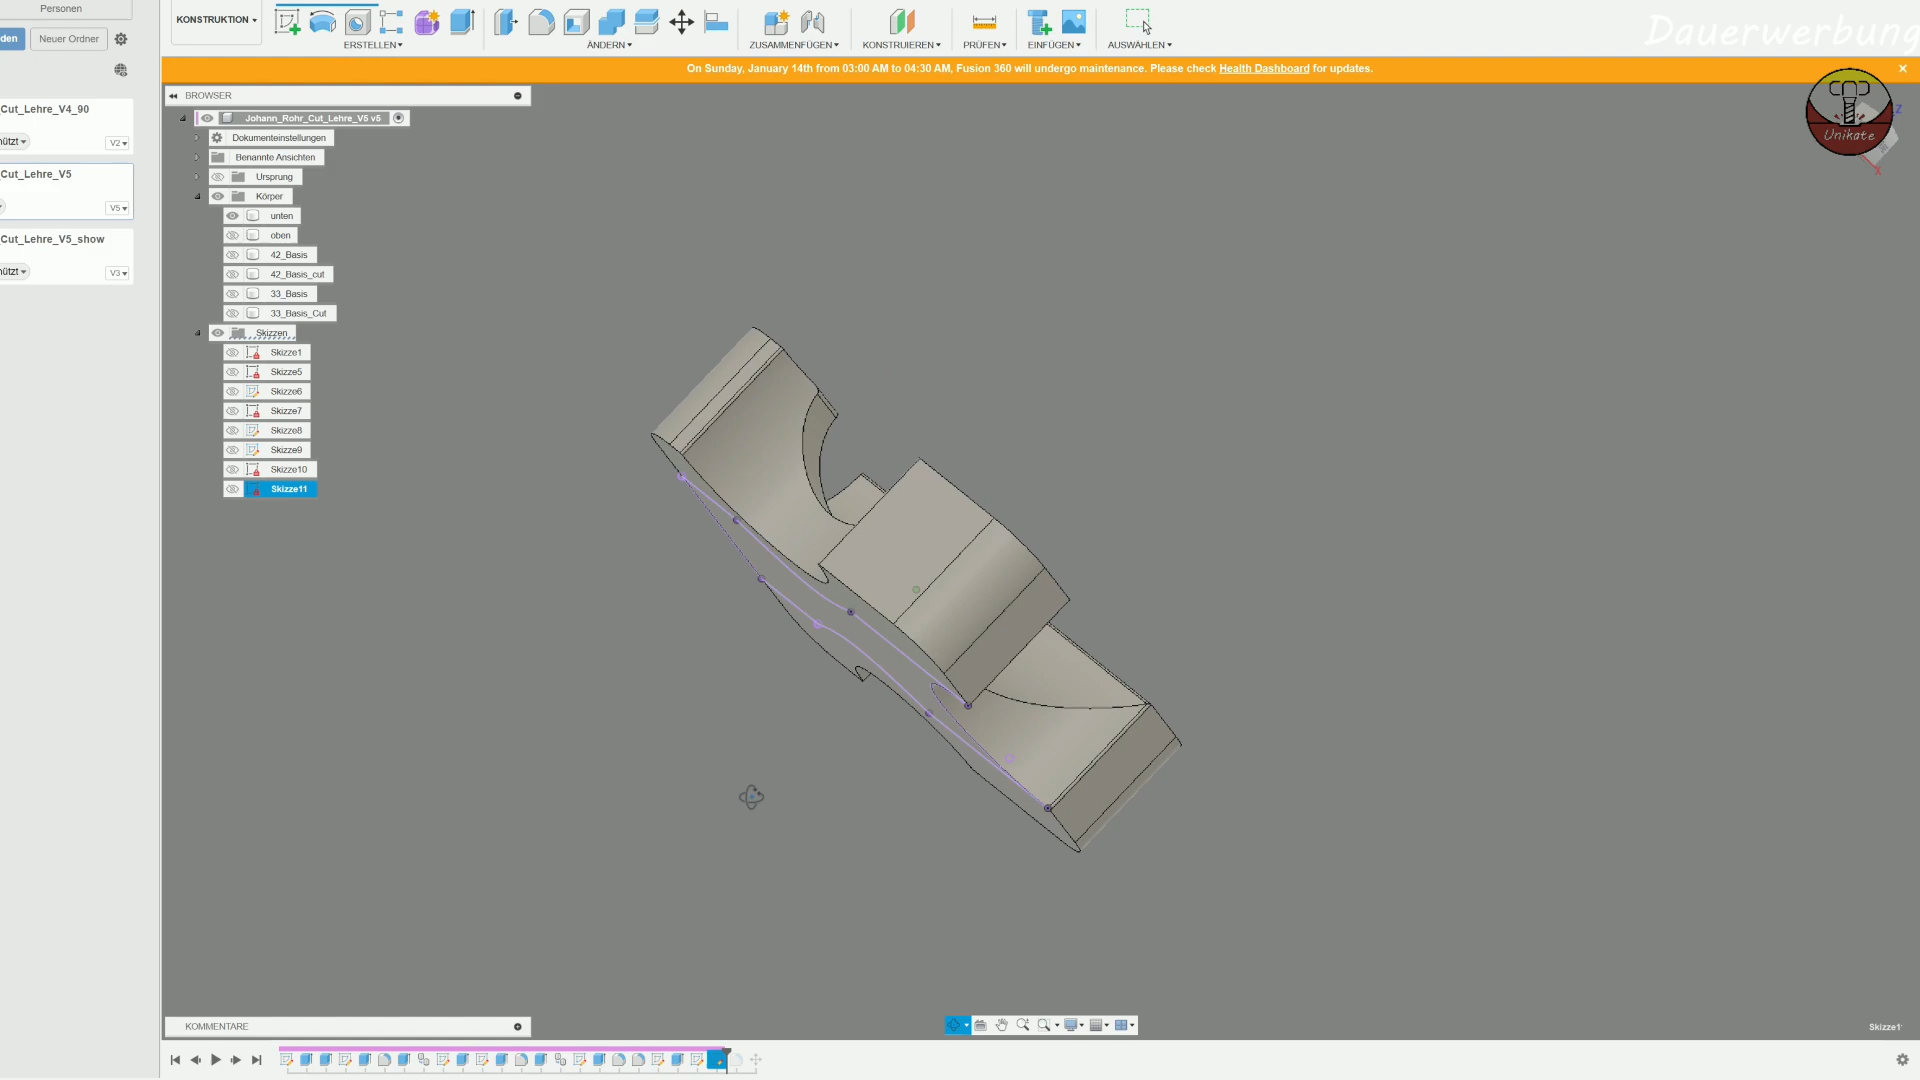 Personen
KONSTRUKTION
Dauerwerbung
den
Neuer Ordner
ERSTELLEN
ÄNDERN
ZUSAMMENFÜGEN
KONSTRUIEREN
PRÜFEN
EINFÜGEN
AUSWÄHLEN
On Sunday, January 14th from 03:00 AM to 04:30 AM, Fusion 360 will undergo maintenance. Please check Health Dashboard for updates.
BROWSER
Cut_Lehre_V4_90
nützt
V2
Cut_Lehre_V5
V5
Cut_Lehre_V5_show
nützt
V3
Johann_Rohr_Cut_Lehre_V5 v5
Dokumenteinstellungen
Benannte Ansichten
Ursprung
Körper
unten
oben
42_Basis
42_Basis_cut
33_Basis
33_Basis_Cut
Skizzen
Skizze1
Skizze5
Skizze6
Skizze7
Skizze8
Skizze9
Skizze10
Skizze11
Unikate
Z
X
KOMMENTARE
Skizze1